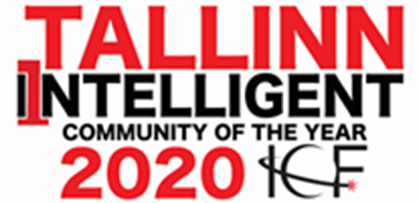 TALLINN
INTELLIGENT
COMMUNITY OF THE YEAR
2020 ICF